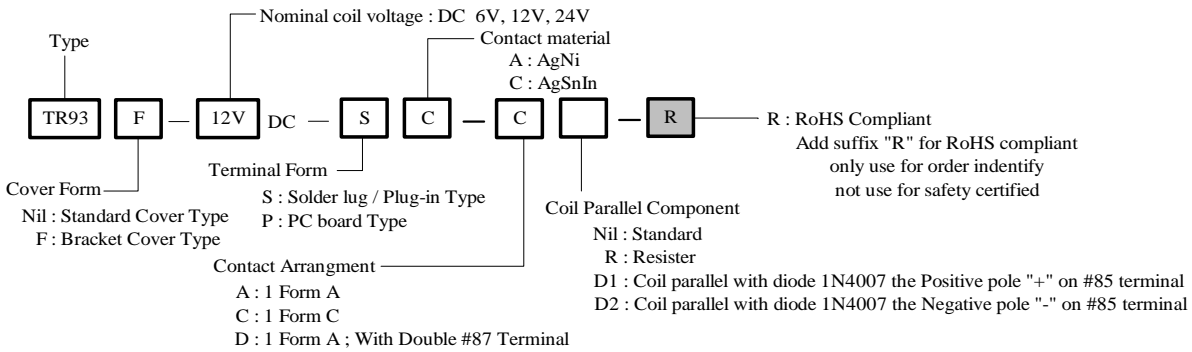 Nominal coil voltage : DC 6V, 12V, 24V
Type
Contact material
A : AgNi
C : AgSnIn
TR93 F 12V DC S C C R
R : RoHS Compliant
Add suffix "R" for RoHS compliant
only use for order indentify
not use for safety certified
Terminal Form
S : Solder lug / Plug-in Type
P : PC board Type
Cover Form
Nil : Standard Cover Type
F : Bracket Cover Type
Coil Parallel Component
Nil : Standard
R : Resister
D1 : Coil parallel with diode 1N4007 the Positive pole "+" on #85 terminal
D2 : Coil parallel with diode 1N4007 the Negative pole "-" on #85 terminal
Contact Arrangment
A : 1 Form A
C : 1 Form C
D : 1 Form A ; With Double #87 Terminal